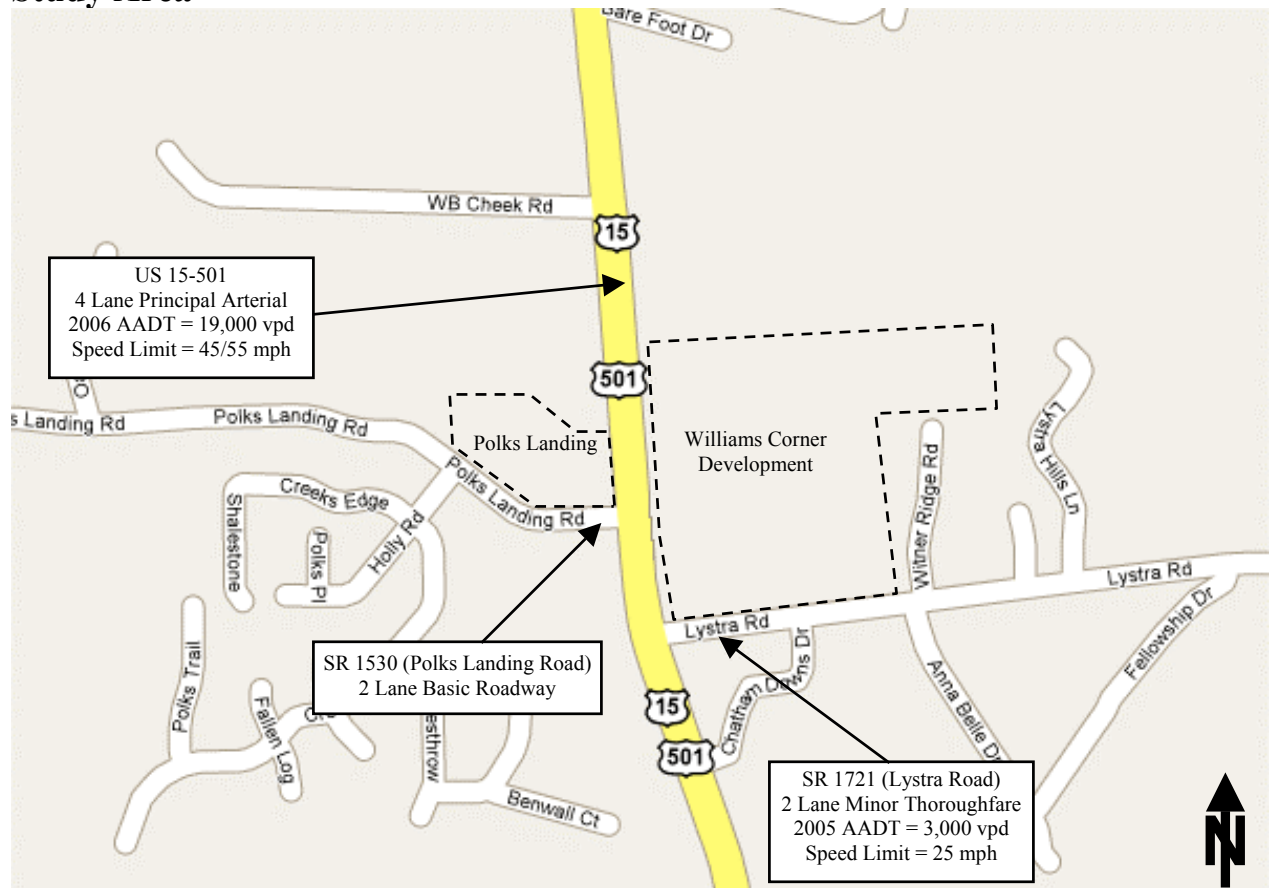 Study Area
Bare Foot Dr
WB Cheek Rd
15
US 15-501
4 Lane Principal Arterial
2006 AADT = 19,000 vpd
Speed Limit = 45/55 mph
501
s Landing Rd
Polks Landing Rd
Polks Landing
Williams Corner
Development
Polks Landing Rd
Creeks Edge
Shalestone
Polks Pl
Holly Rd
Witner Ridge Rd
Lystra Hills Ln
Lystra Rd
Lystra Rd
Fellowship Dr
SR 1530 (Polks Landing Road)
2 Lane Basic Roadway
Chatham Downs Dr
Anna Belle Dr
Polks Trail
Fallen Log
esthrow
15
501
Benwall Ct
SR 1721 (Lystra Road)
2 Lane Minor Thoroughfare
2005 AADT = 3,000 vpd
Speed Limit = 25 mph
N